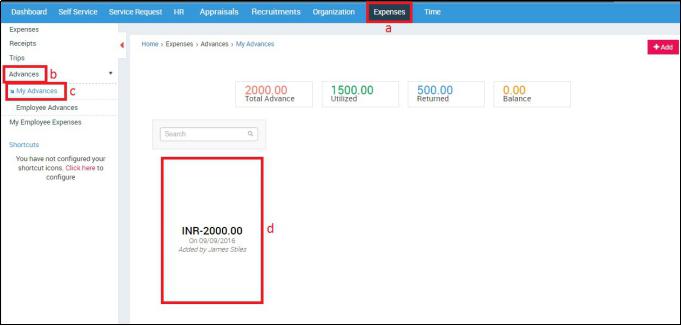 Dashboard Self Service Service Request HR Appraisals Recruitments Organization Expenses Time
a
Expenses
Receipts
Trips
Advances b
My Advances c
Employee Advances
My Employee Expenses
Shortcuts
You have not configured your
shortcut icons, Click here to
configure
Home > Expenses > Advances > My Advances
+ Add
2000.00 1500.00 500.00 0.00
Total Advance Utilized Returned Balance
Search
INR-2000.00 d
On 09/09/2016
Added by James Stiles